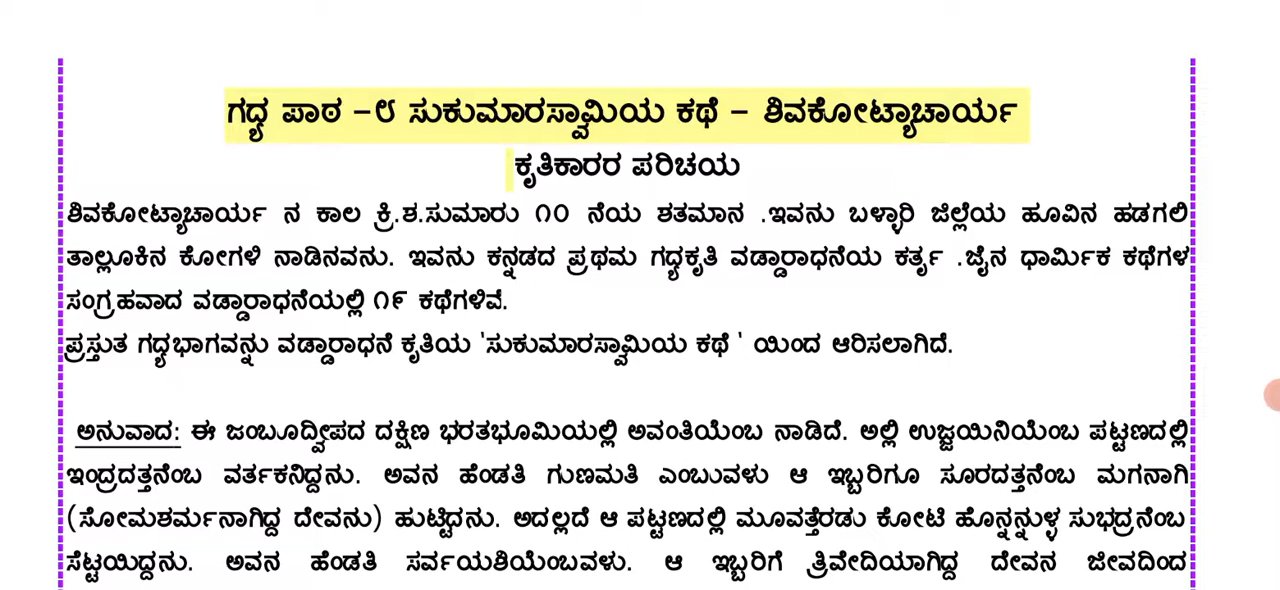 ಗದ್ಯ ಪಾಠ -೮ ಸುಕುಮಾರಸ್ವಾಮಿಯ ಕಥೆ - ಶಿವಕೋಟ್ಯಾಚಾರ್ಯ
ಕೃತಿಕಾರರ ಪರಿಚಯ
ಶಿವಕೋಟ್ಯಾಚಾರ್ಯ ನ ಕಾಲ ಕ್ರಿ.ಶ.ಸುಮಾರು ೧೦ ನೆಯ ಶತಮಾನ .ಇವನು ಬಳ್ಳಾರಿ ಜಿಲ್ಲೆಯ ಹೂವಿನ ಹಡಗಲಿ
ತಾಲ್ಲೂಕಿನ ಕೋಗಳಿ ನಾಡಿನವನು. ಇವನು ಕನ್ನಡದ ಪ್ರಥಮ ಗದ್ಯಕೃತಿ ವಡ್ಡಾರಾಧನೆಯ ಕರ್ತೃ .ಜೈನ ಧಾರ್ಮಿಕ ಕಥೆಗಳ
ಸಂಗ್ರಹವಾದ ವಡ್ಡಾರಾಧನೆಯಲ್ಲಿ ೧೯ ಕಥೆಗಳಿವೆ.
ಪ್ರಸ್ತುತ ಗದ್ಯಭಾಗವನ್ನು ವಡ್ಡಾರಾಧನೆ ಕೃತಿಯ 'ಸುಕುಮಾರಸ್ವಾಮಿಯ ಕಥೆ ' ಯಿಂದ ಆರಿಸಲಾಗಿದೆ.
ಅನುವಾದ: ಈ ಜಂಬೂದ್ವೀಪದ ದಕ್ಷಿಣ ಭರತಭೂಮಿಯಲ್ಲಿ ಅವಂತಿಯೆಂಬ ನಾಡಿದೆ. ಅಲ್ಲಿ ಉಜ್ಜಯಿನಿಯೆಂಬ ಪಟ್ಟಣದಲ್ಲಿ
ಇಂದ್ರದತ್ತನೆಂಬ ವರ್ತಕನಿದ್ದನು. ಅವನ ಹೆಂಡತಿ ಗುಣಮತಿ ಎಂಬುವಳು ಆ ಇಬ್ಬರಿಗೂ ಸೂರದತ್ತನೆಂಬ ಮಗನಾಗಿ
(ಸೋಮಶರ್ಮನಾಗಿದ್ದ ದೇವನು) ಹುಟ್ಟಿದನು. ಅದಲ್ಲದೆ ಆ ಪಟ್ಟಣದಲ್ಲಿ ಮೂವತ್ತೆರಡು ಕೋಟಿ ಹೊನ್ನನ್ನುಳ್ಳ ಸುಭದ್ರನೆಂಬ
ಸೆಟ್ಟಿಯಿದ್ದನು. ಅವನ ಹೆಂಡತಿ ಸರ್ವಯಶಿಯೆಂಬವಳು. ಆ ಇಬ್ಬರಿಗೆ ತ್ರಿವೇದಿಯಾಗಿದ್ದ ದೇವನ ಜೀವದಿಂದ